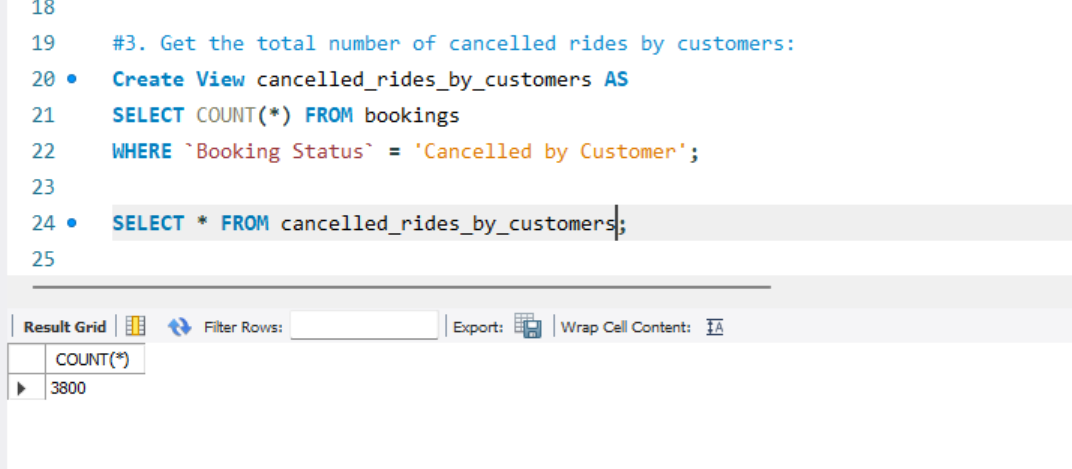 18
19 #3. Get the total number of cancelled rides by customers:
20 Create View cancelled_rides_by_customers AS
21 SELECT COUNT(*) FROM bookings
22 WHERE `Booking Status` = 'Cancelled by Customer';
23
24 SELECT * FROM cancelled_rides_by_customers;
25
Result Grid Filter Rows: Export: Wrap Cell Content: IA
COUNT(*)
3800